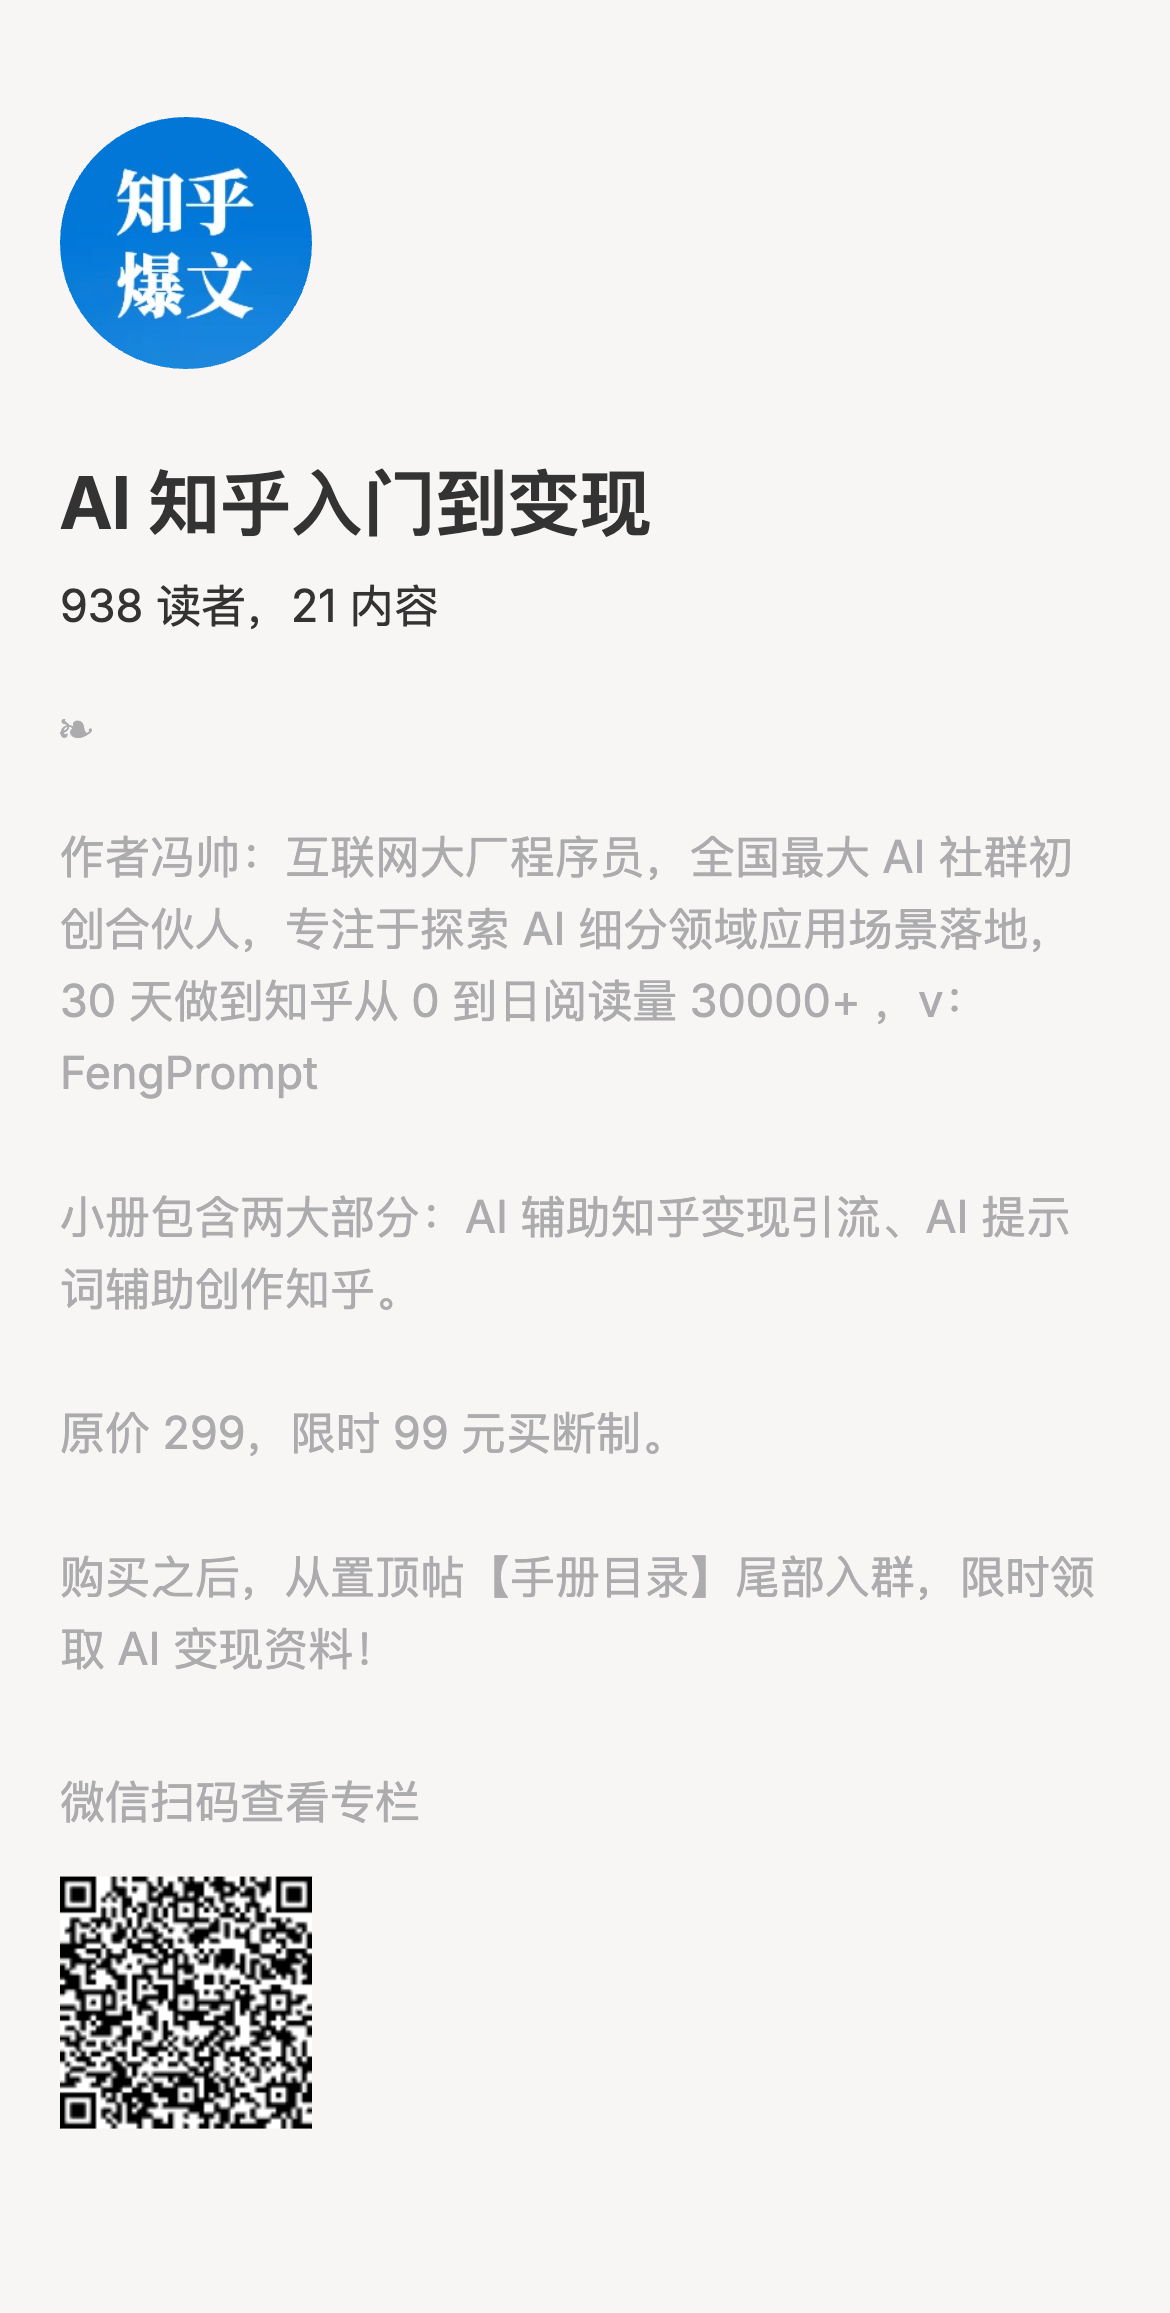 知乎
爆文
AI 知乎入门到变现
938 读者，21 内容
❧
作者冯帅：互联网大厂程序员，全国最大 AI 社群初
创合伙人，专注于探索 AI 细分领域应用场景落地，
30 天做到知乎从 0 到日阅读量 30000+ ，v：
FengPrompt
小册包含两大部分：AI 辅助知乎变现引流、AI 提示
词辅助创作知乎。
原价 299，限时 99 元买断制。
购买之后，从置顶帖【手册目录】尾部入群，限时领
取 AI 变现资料！
微信扫码查看专栏